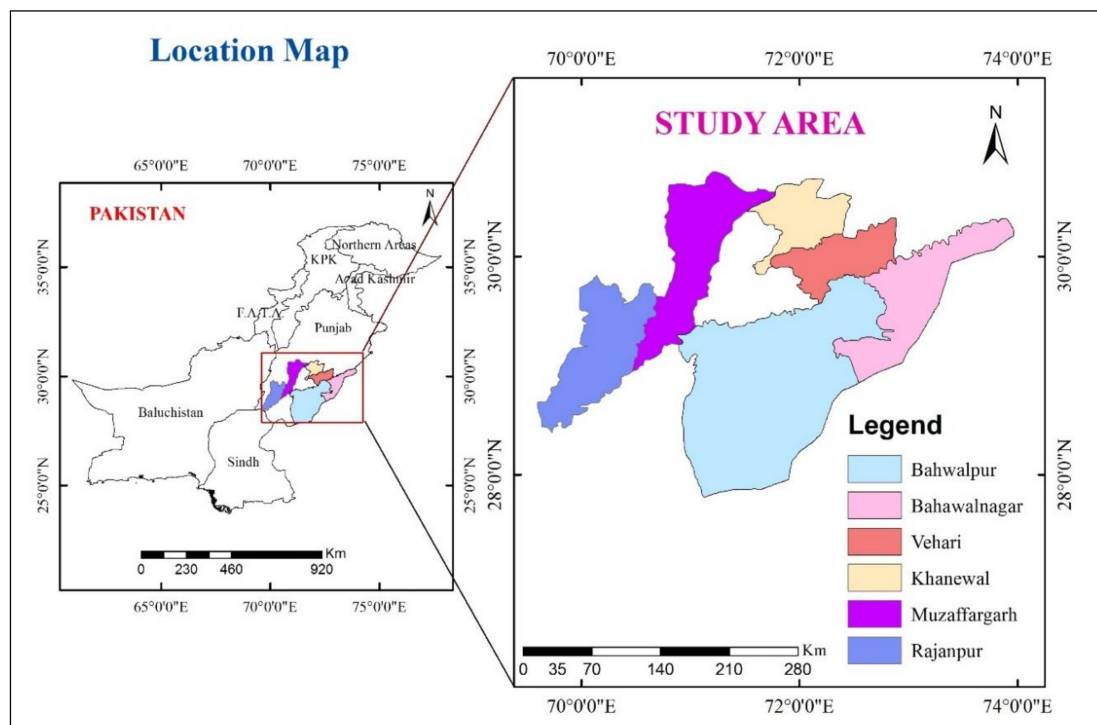 Location Map
65°0'0"E
70°0'0"E
75°0'0"E
PAKISTAN
N
Northern Areas
KPK
Azad Kashmir
F.A.T.A.
Punjab
Baluchistan
Sindh
35°0'0"N
30°0'0"N
25°0'0"N
35°0'0"N
30°0'0"N
25°0'0"N
Km
0 230 460 920
65°0'0"E
70°0'0"E
75°0'0"E
70°0'0"E
72°0'0"E
74°0'0"E
STUDY AREA
N
30°0'0"N
28°0'0"N
30°0'0"N
28°0'0"N
Legend
Bahwalpur
Bahawalnagar
Vehari
Khanewal
Muzaffargarh
Rajanpur
Km
0 35 70 140 210 280
70°0'0"E
72°0'0"E
74°0'0"E